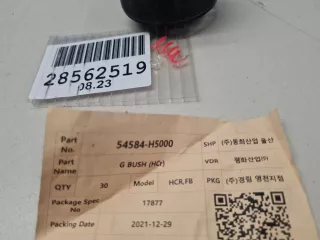 28562519
08.23
Part No. 54584-H5000 SHP (주)동화산업 울산
Part Name G BUSH (HCr) VDR 평화산업(주)
QTY 30 Model HCR,FB PKG (주)경림 영천지점
Package Spec No 17877
Packing Date 2021-12-29